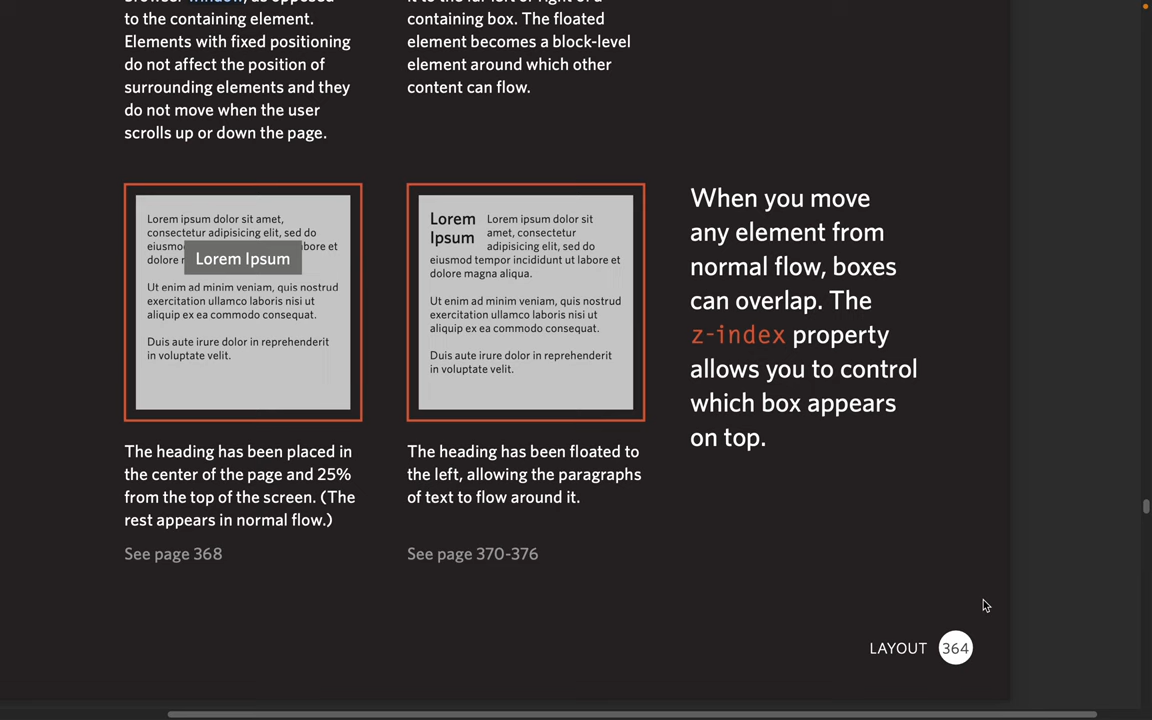 to the containing element.
Elements with fixed positioning
do not affect the position of
surrounding elements and they
do not move when the user
scrolls up or down the page.
containing box. The floated
element becomes a block-level
element around which other
content can flow.
Lorem ipsum dolor sit amet,
consectetur adipisicing elit, sed do
bore et
dolore
Lorem Ipsum
Ut enim ad minim veniam, quis nostrud
exercitation ullamco laboris nisi ut
aliquip ex ea commodo consequat.
Duis aute irure dolor in reprehenderit
in voluptate velit.
The heading has been placed in
the center of the page and 25%
from the top of the screen. (The
rest appears in normal flow.)
See page 368
Lorem
Ipsum
Lorem ipsum dolor sit
amet, consectetur
adipisicing elit, sed do
eiusmod tempor incididunt ut labore et
dolore magna aliqua.
Ut enim ad minim veniam, quis nostrud
exercitation ullamco laboris nisi ut
aliquip ex ea commodo consequat.
Duis aute irure dolor in reprehenderit
in voluptate velit.
The heading has been floated to
the left, allowing the paragraphs
of text to flow around it.
See page 370-376
When you move
any element from
normal flow, boxes
can overlap. The
z-index property
allows you to control
which box appears
on top.
LAYOUT 364